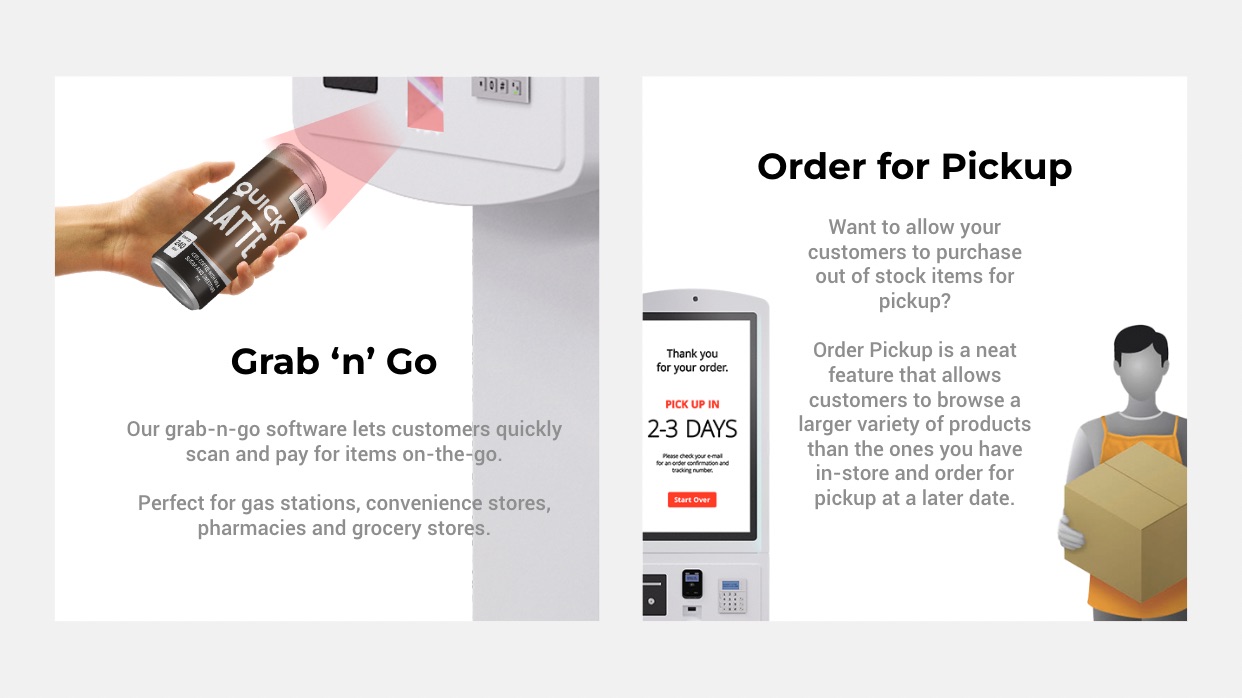 QUICK
LATTE
240
Grab ‘n’ Go
Our grab-n-go software lets customers quickly
scan and pay for items on-the-go.
Perfect for gas stations, convenience stores,
pharmacies and grocery stores.
Order for Pickup
Want to allow your
customers to purchase
out of stock items for
pickup?
Order Pickup is a neat
feature that allows
customers to browse a
larger variety of products
than the ones you have
in-store and order for
pickup at a later date.
Thank you
for your order.
PICK UP IN
2-3 DAYS
Please check your e-mail
for an order confirmation and
tracking number.
Start Over